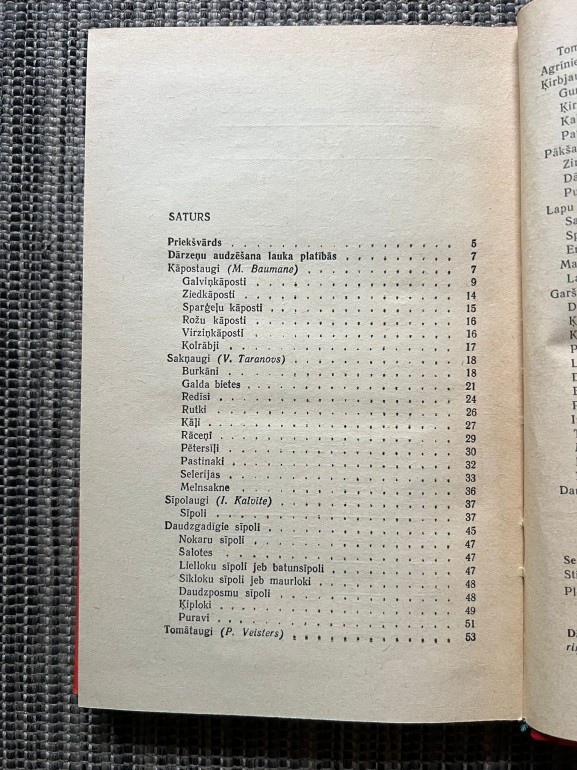 SATURS
Priekšvārds . . . . . . . . . . . . . . 5
Dārzeņu audzēšana lauka platībās . . . . . . . . 7
Kāpostaugi (M. Baumane) . . . . . . . . . . 7
Galviņkāposti . . . . . . . . . . . . 9
Ziedkāposti . . . . . . . . . . . . 14
Sparģeļu kāposti . . . . . . . . . . . 15
Rožu kāposti . . . . . . . . . . . . 16
Virziņkāposti . . . . . . . . . . . . 16
Kolrābji . . . . . . . . . . . . . 17
Sakņaugi (V. Taranovs) . . . . . . . . . . 18
Burkāni . . . . . . . . . . . . . 18
Galda bietes . . . . . . . . . . . . 21
Redīsi . . . . . . . . . . . . . 24
Rutki . . . . . . . . . . . . . 26
Kāļi . . . . . . . . . . . . . 27
Rāceņi . . . . . . . . . . . . . 29
Pētersīļi . . . . . . . . . . . . . 30
Pastinaki . . . . . . . . . . . . . 32
Selerijas . . . . . . . . . . . . . 33
Melnsakne . . . . . . . . . . . . 36
Sīpolaugi (I. Kalvite) . . . . . . . . . . 37
Sīpoli . . . . . . . . . . . . . 37
Daudzgadīgie sīpoli . . . . . . . . . . . 45
Nokaru sīpoli . . . . . . . . . . . . 47
Šalotes . . . . . . . . . . . . . 47
Liellοku sīpoli jeb batunsīpoli . . . . . . . . 47
Sīkloku sīpoli jeb maurloki . . . . . . . . 48
Daudzposmu sīpoli . . . . . . . . . . 48
Ķiploki . . . . . . . . . . . . . 49
Puravi . . . . . . . . . . . . . 51
Tomātaugi (P. Veisters) . . . . . . . . . . 53